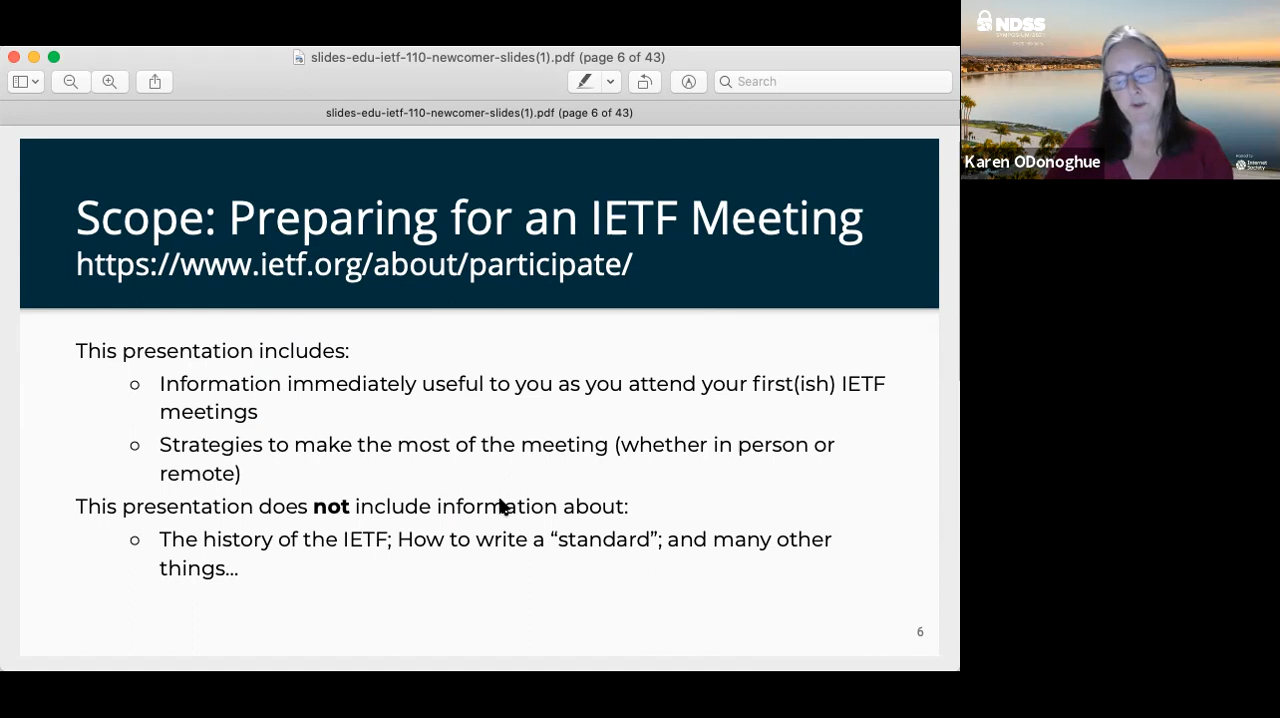 slides-edu-ietf-110-newcomer-slides(1).pdf (page 6 of 43)
Search
slides-edu-ietf-110-newcomer-slides(1).pdf (page 6 of 43)
Scope: Preparing for an IETF Meeting
https://www.ietf.org/about/participate/
This presentation includes:
Information immediately useful to you as you attend your first(ish) IETF
meetings
Strategies to make the most of the meeting (whether in person or
remote)
This presentation does not include information about:
The history of the IETF; How to write a “standard”; and many other
things…
6
NDSS
Karen ODonoghue
Internet
Society